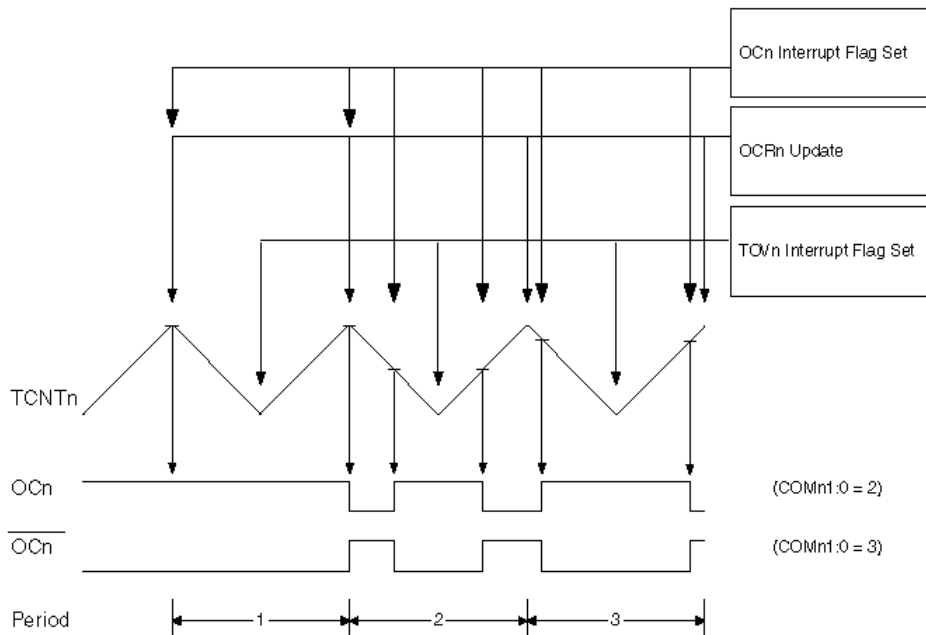 OCn Interrupt Flag Set
OCRn Update
TOVn Interrupt Flag Set
TCNTn
OCn (COMn1:0 = 2)
OCn (COMn1:0 = 3)
Period 1 2 3